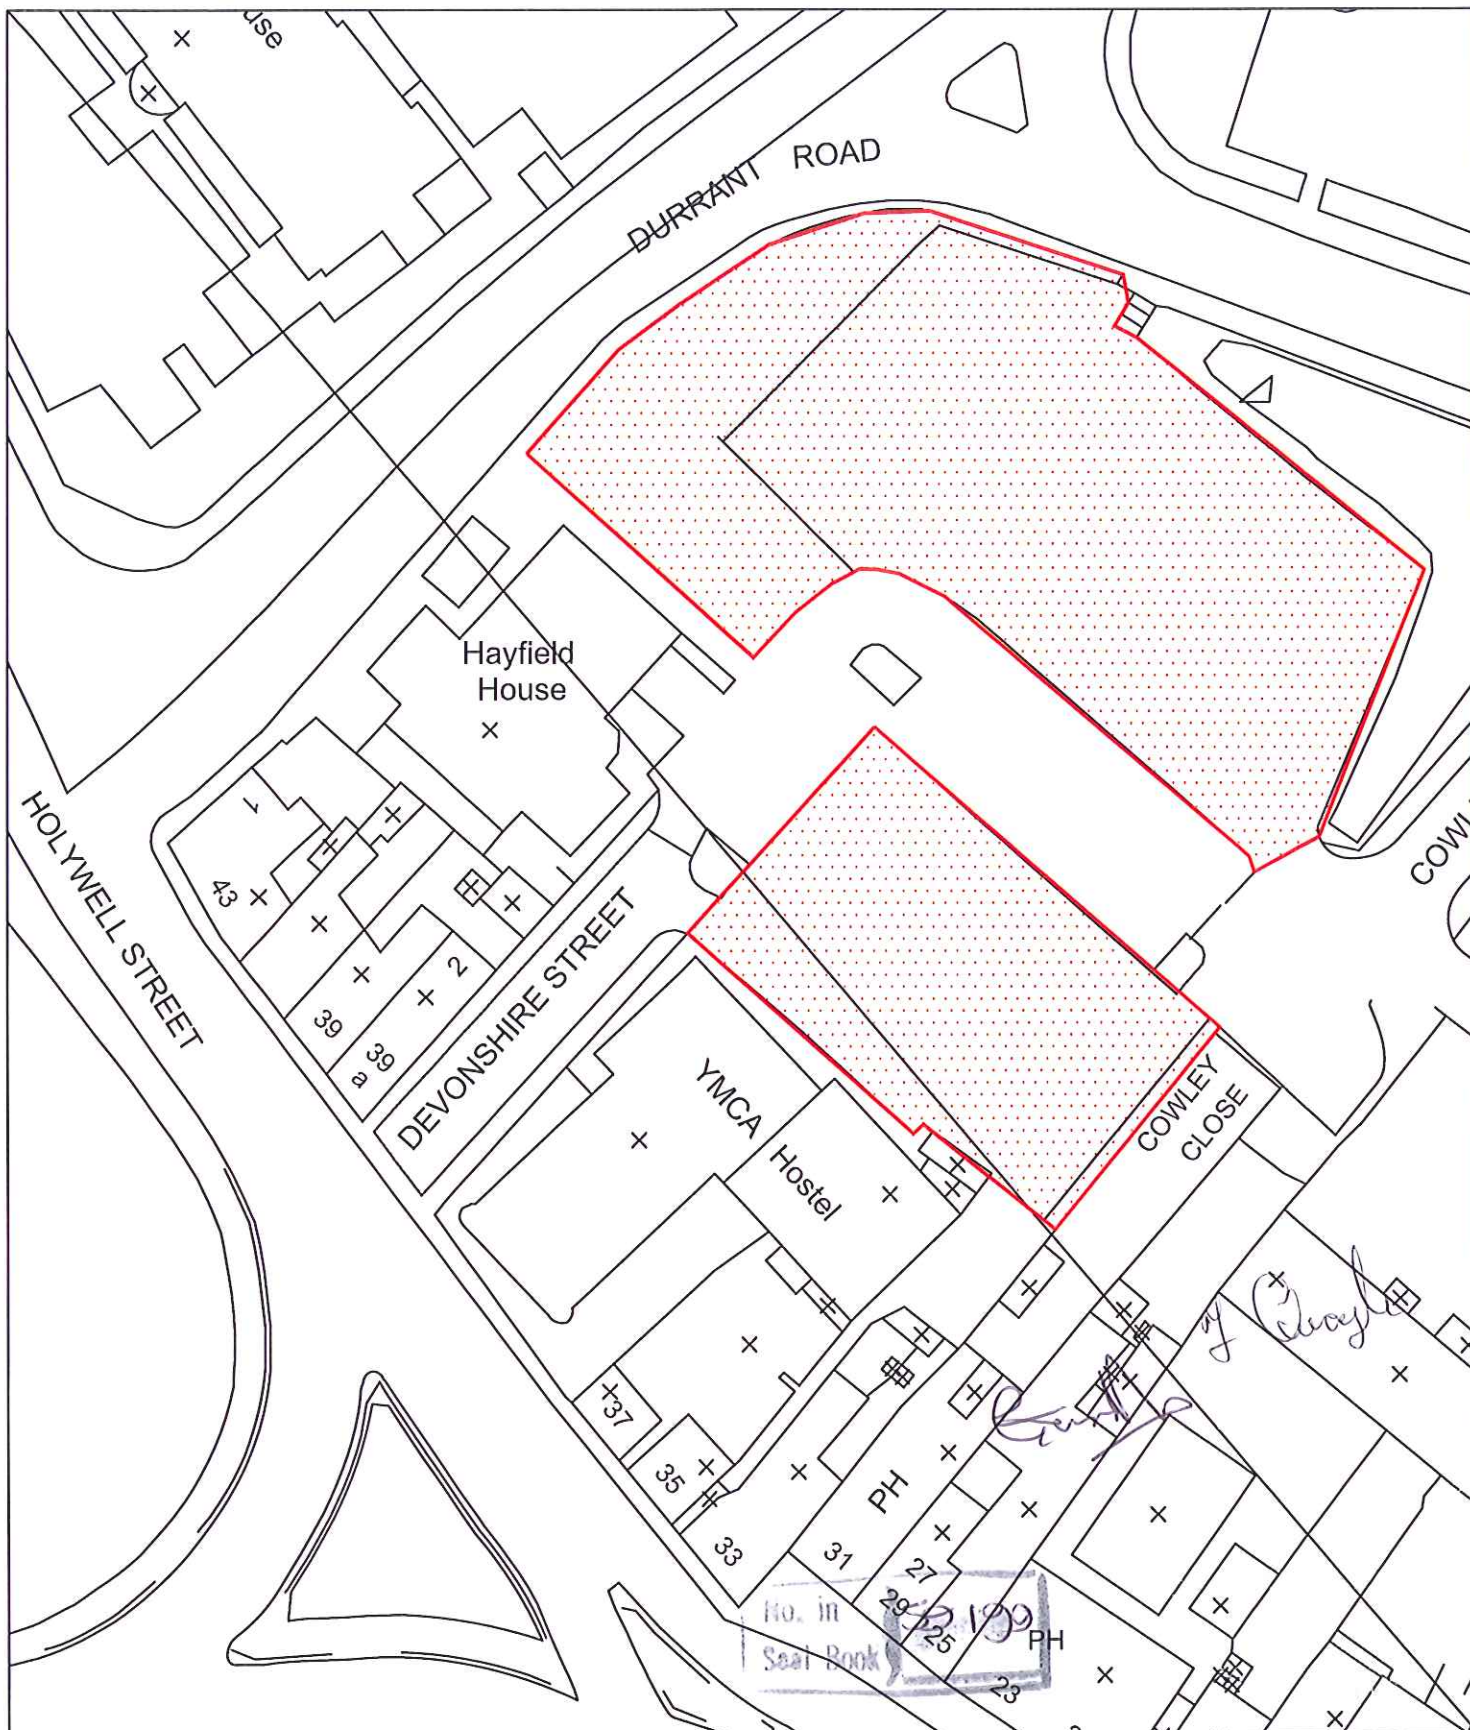 use
DURRANT ROAD
Hayfield
House
HOLYWELL STREET
1
43
39
39
a
2
DEVONSHIRE STREET
YMCA
Hostel
COWLEY
CLOSE
37
35
33
31
PH
27
29
25
23
PH
No. in
Seal Book